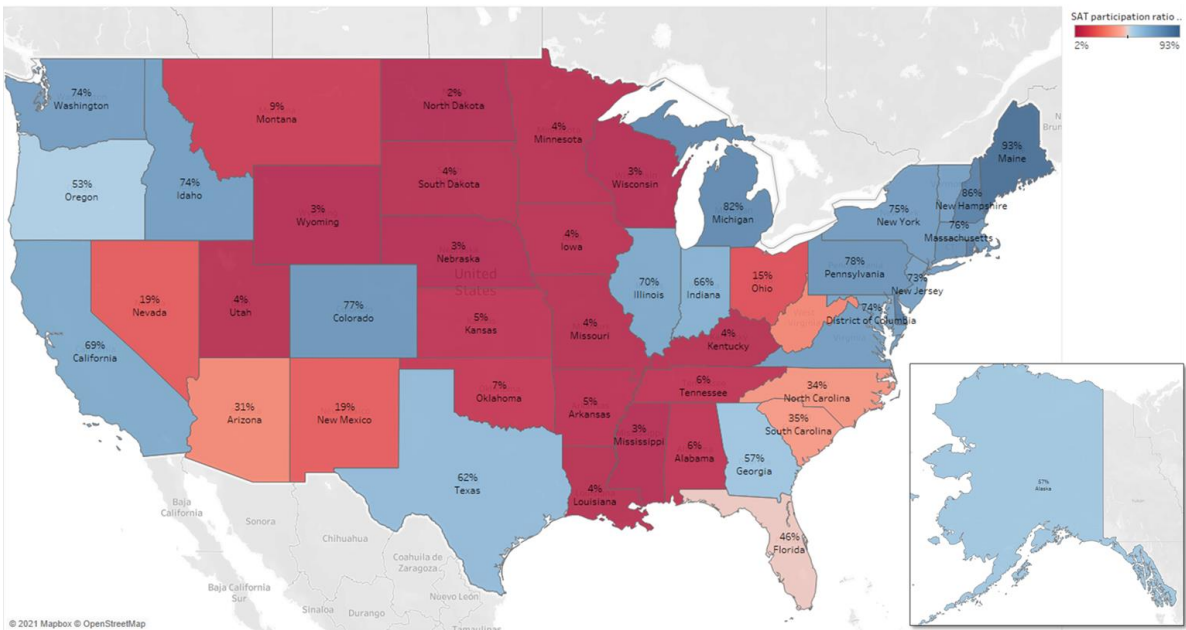 SAT participation ratio ..
2%
93%
74%
Washington
9%
Montana
2%
North Dakota
4%
Minnesota
93%
Maine
53%
Oregon
74%
Idaho
4%
South Dakota
3%
Wisconsin
82%
Michigan
75%
New York
86%
New Hampshire
76%
Massachusetts
3%
Wyoming
3%
Nebraska
4%
Iowa
United
States
19%
Nevada
4%
Utah
77%
Colorado
5%
Kansas
4%
Missouri
70%
Illinois
66%
Indiana
15%
Ohio
78%
Pennsylvania
73%
New Jersey
74%
District of Columbia
69%
California
4%
Kentucky
31%
Arizona
19%
New Mexico
7%
Oklahoma
5%
Arkansas
6%
Tennessee
34%
North Carolina
35%
South Carolina
62%
Texas
4%
Louisiana
3%
Mississippi
6%
Alabama
57%
Georgia
46%
Florida
Alaska
Baja
California
Sonora
Chihuahua
Coahuila de
Zaragoza
Baja California
Sur
Sinaloa
Durango
Nuevo León
Tamaulipas
© 2021 Mapbox © OpenStreetMap